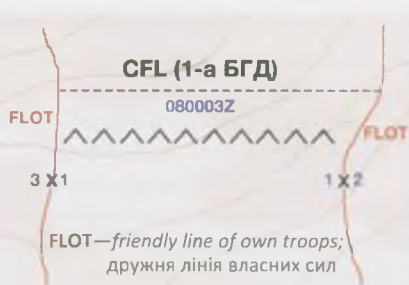 CFL (1-а БГД)
080003Z
FLOT
FLOT
3 X 1
1 X 2
FLOT—friendly line of own troops;
дружня лінія власних сил